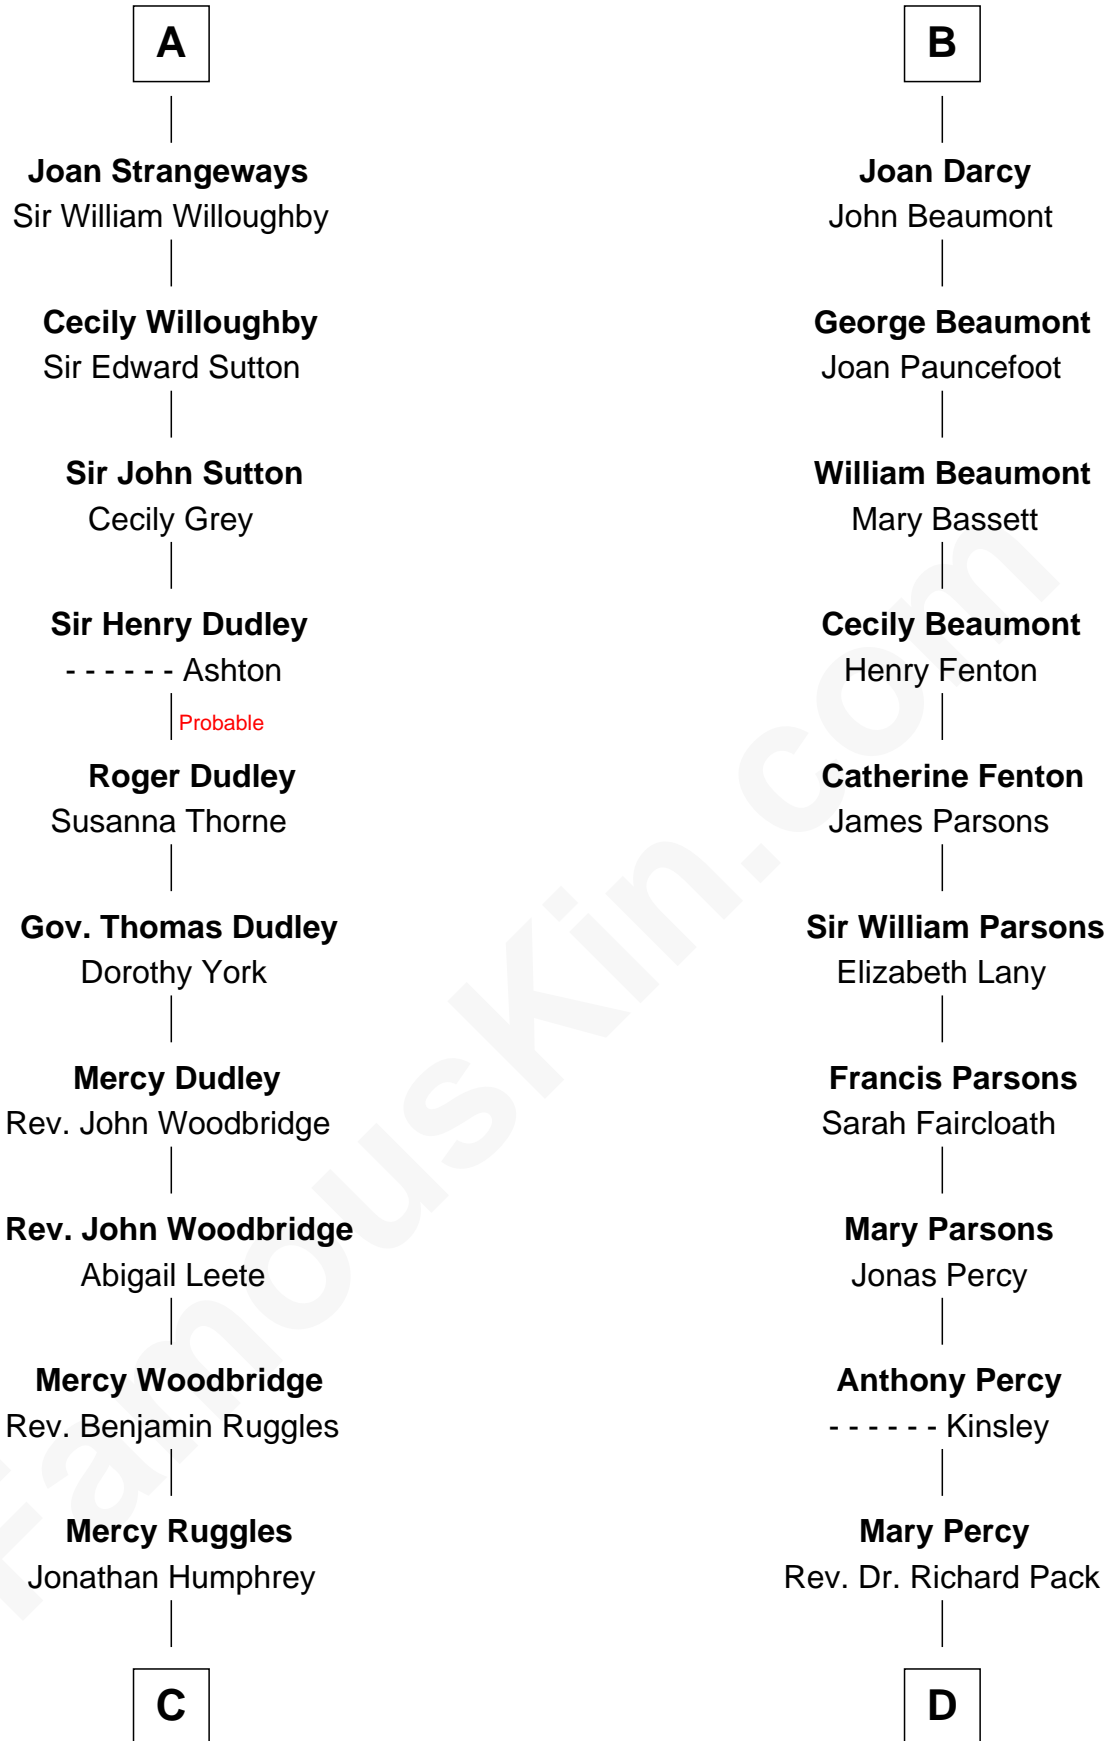 A
Joan Strangeways
Sir William Willoughby
Cecily Willoughby
Sir Edward Sutton
Sir John Sutton
Cecily Grey
Sir Henry Dudley
- - - - - - Ashton
Probable
Roger Dudley
Susanna Thorne
Gov. Thomas Dudley
Dorothy York
Mercy Dudley
Rev. John Woodbridge
Rev. John Woodbridge
Abigail Leete
Mercy Woodbridge
Rev. Benjamin Ruggles
Mercy Ruggles
Jonathan Humphrey
C
B
Joan Darcy
John Beaumont
George Beaumont
Joan Pauncefoot
William Beaumont
Mary Bassett
Cecily Beaumont
Henry Fenton
Catherine Fenton
James Parsons
Sir William Parsons
Elizabeth Lany
Francis Parsons
Sarah Faircloath
Mary Parsons
Jonas Percy
Anthony Percy
- - - - - - Kinsley
Mary Percy
Rev. Dr. Richard Pack
D
FamousKin.com